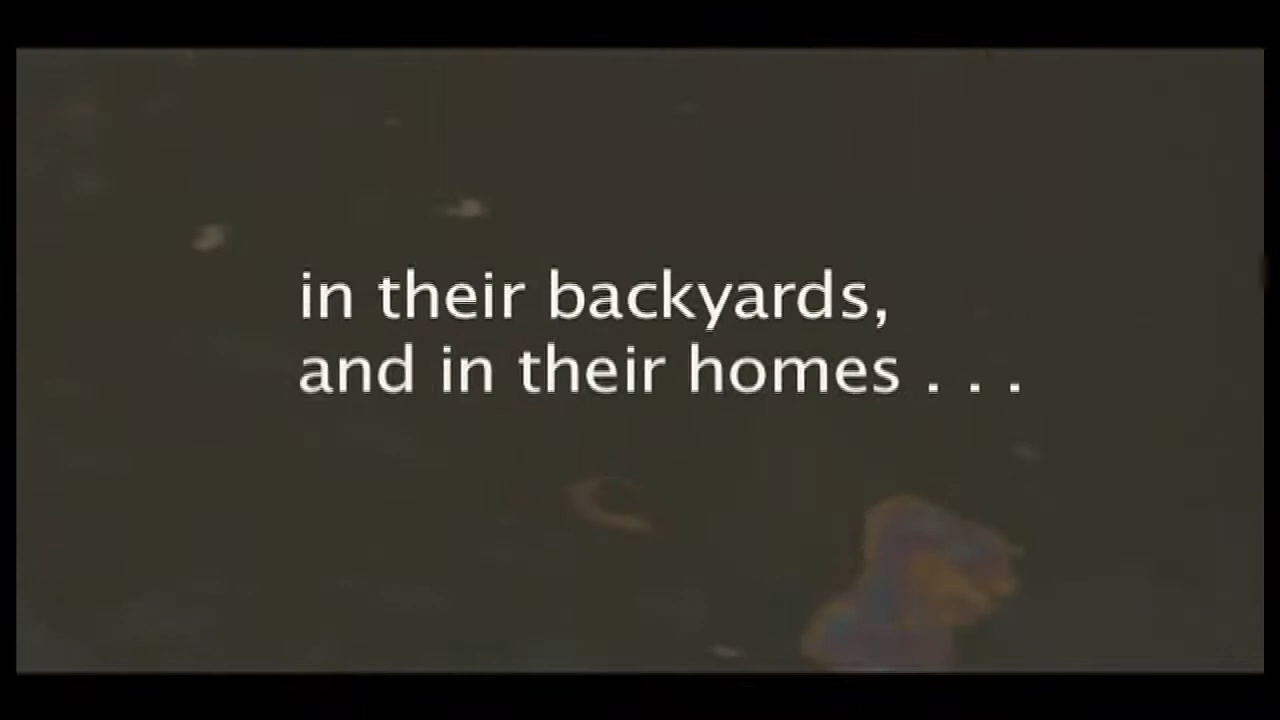 in their backyards,
and in their homes . . .